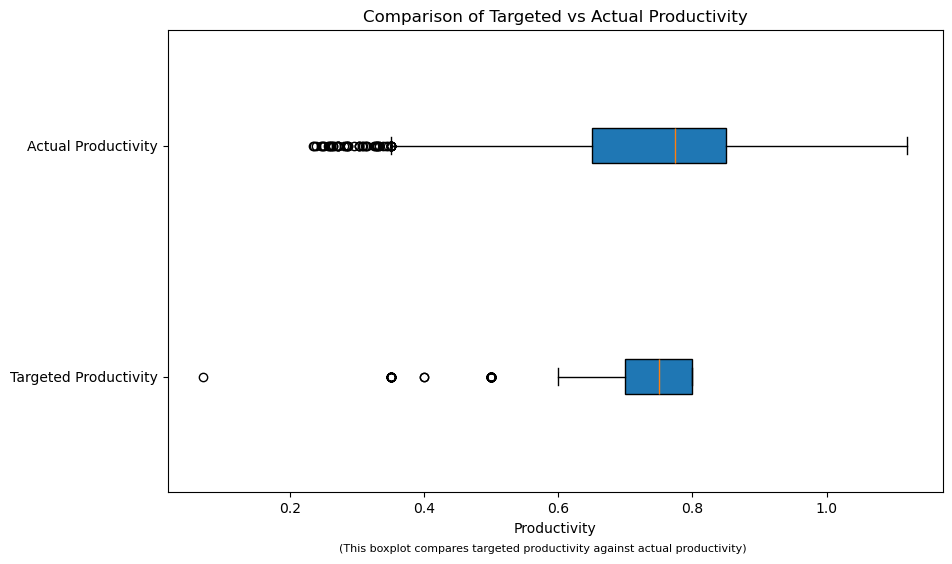 Comparison of Targeted vs Actual Productivity
Actual Productivity
Targeted Productivity
0.2 0.4 0.6 0.8 1.0
Productivity
(This boxplot compares targeted productivity against actual productivity)